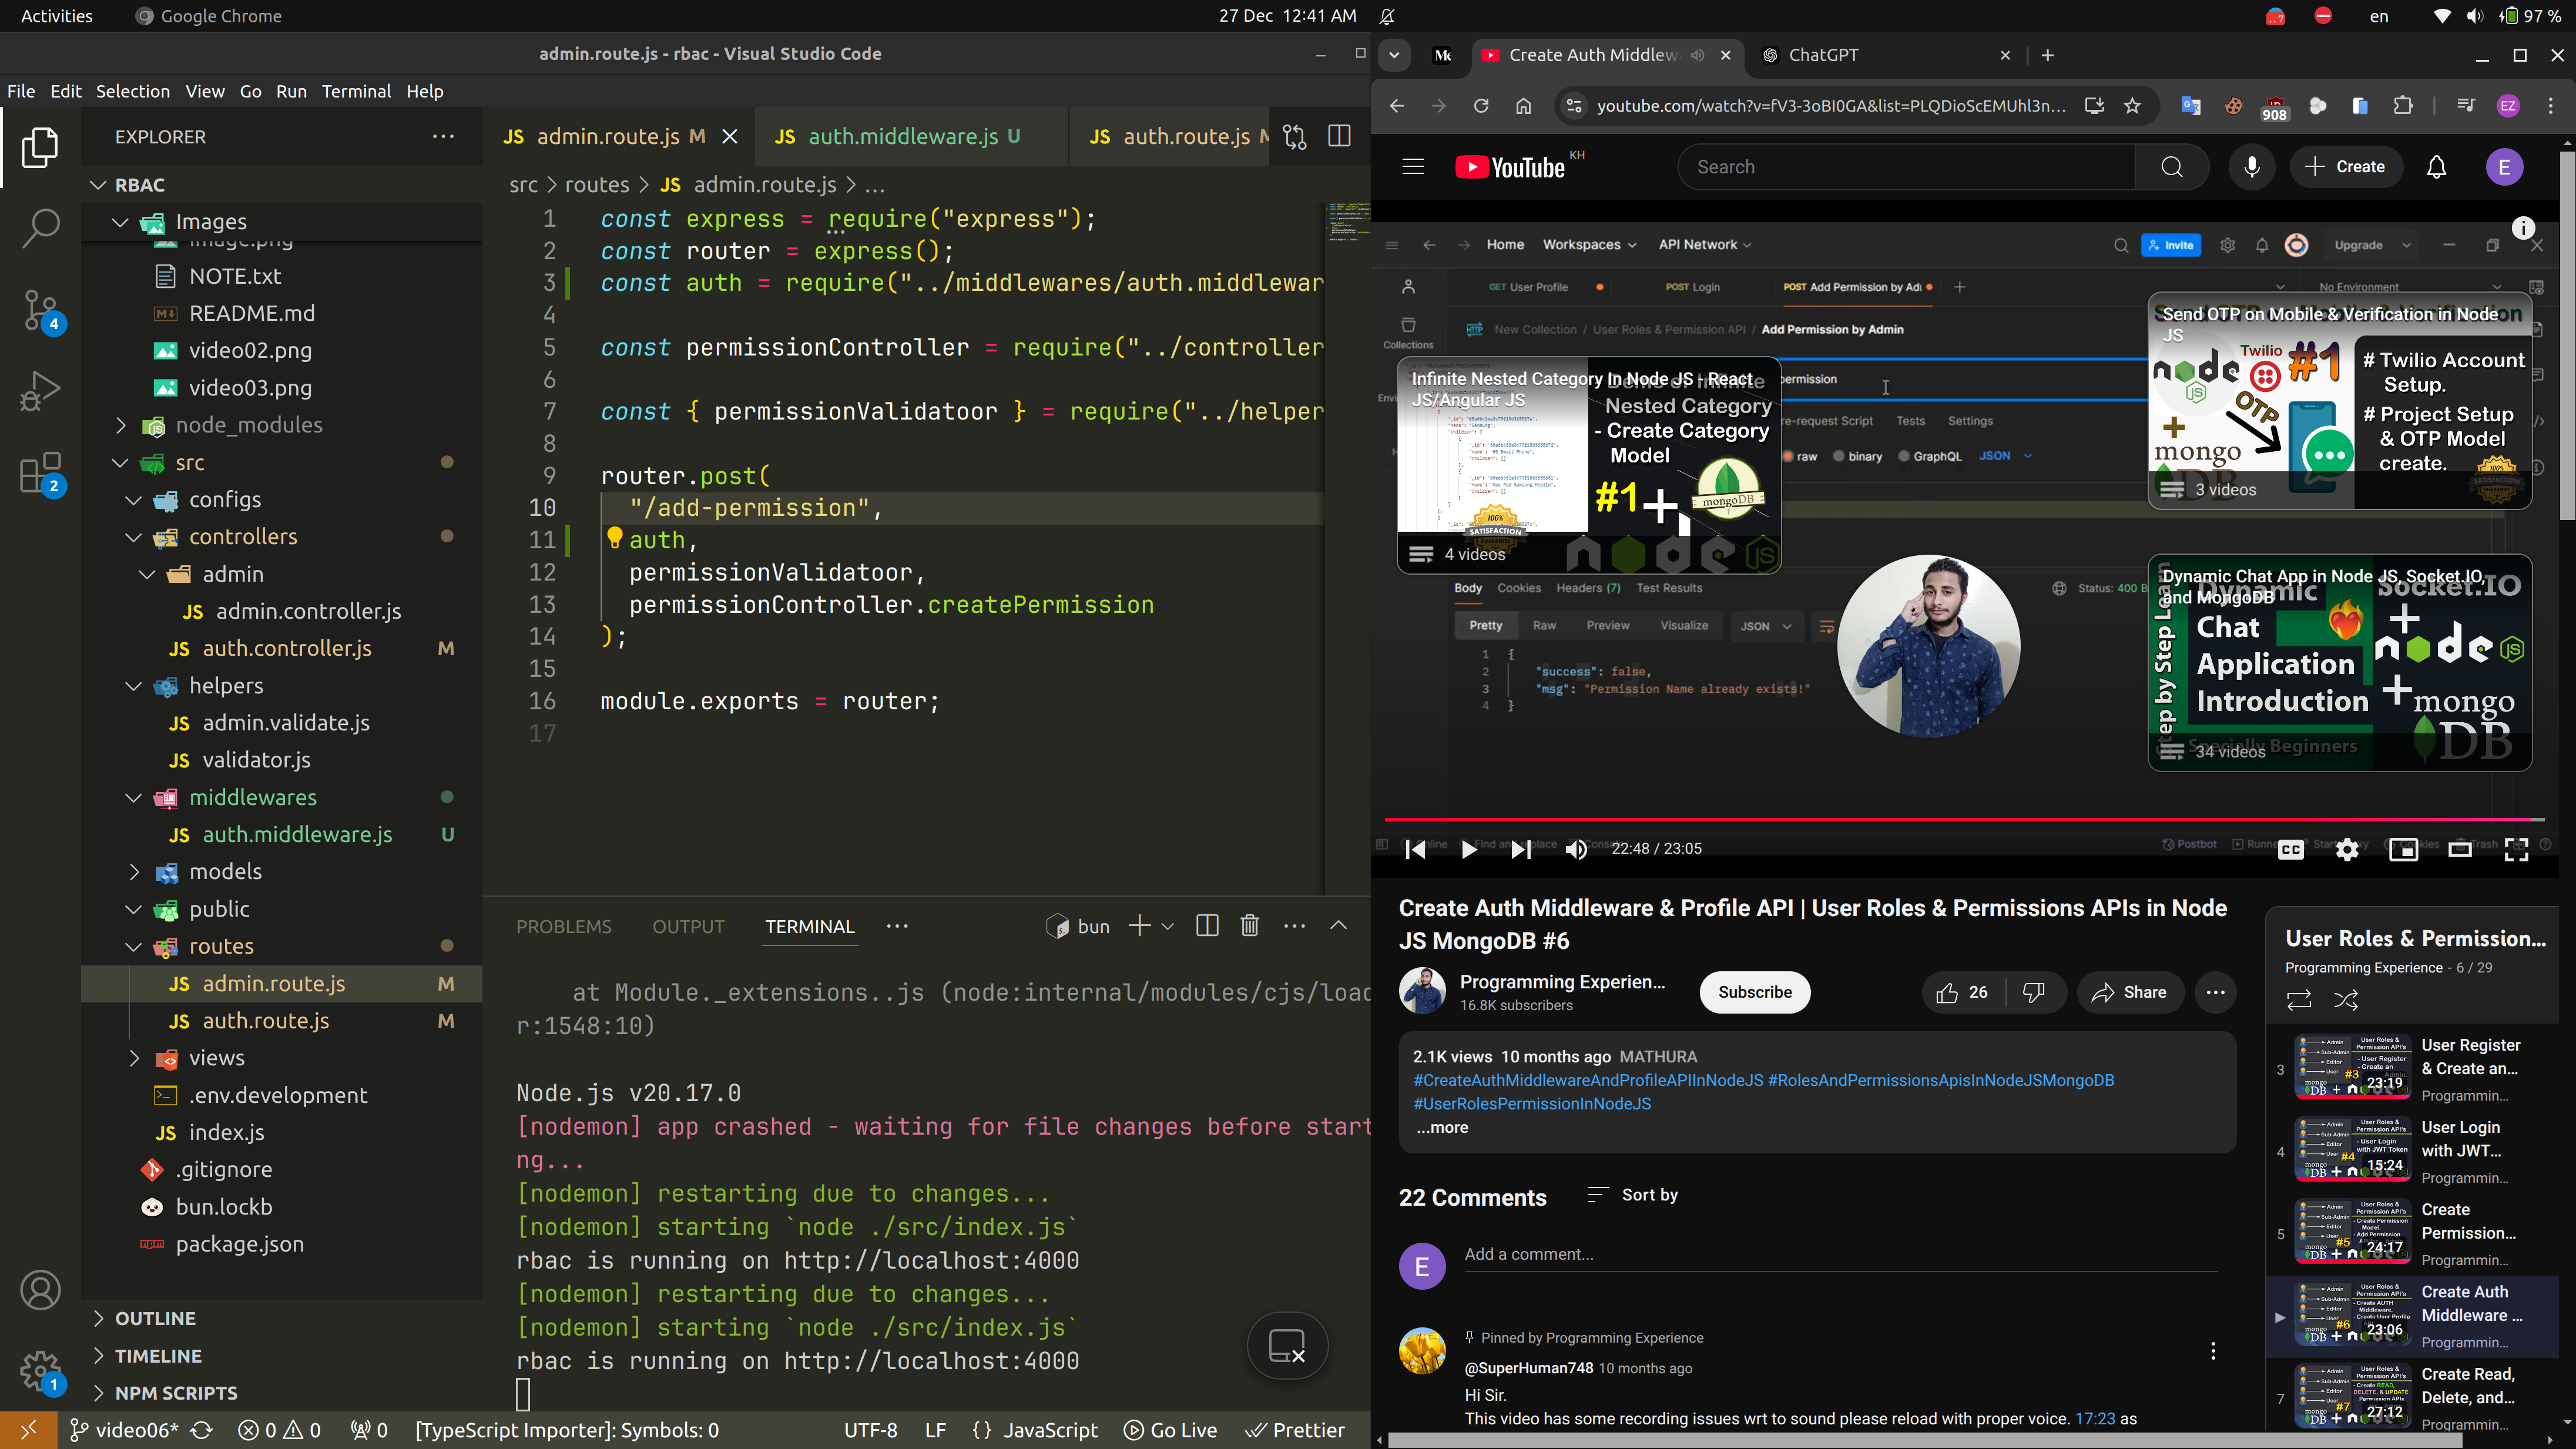 Activities
Google Chrome
27 Dec 12:41 AM
en
97 %
admin.route.js - rbac - Visual Studio Code
File Edit Selection View Go Run Terminal Help
EXPLORER
RBAC
Images
image.png
NOTE.txt
README.md
video02.png
video03.png
node_modules
src
configs
controllers
admin
admin.controller.js
auth.controller.js M
helpers
admin.validate.js
validator.js
middlewares
auth.middleware.js U
models
public
routes
admin.route.js M
auth.route.js M
views
.env.development
index.js
.gitignore
bun.lockb
package.json
OUTLINE
TIMELINE
NPM SCRIPTS
4
2
1
JS admin.route.js M
JS auth.middleware.js U
JS auth.route.js M
src > routes > JS admin.route.js > ...
1 const express = require("express");
2 const router = express();
3 const auth = require("../middlewares/auth.middlewar
4
5 const permissionController = require("../controller
6
7 const { permissionValidatoor } = require("../helper
8
9 router.post(
10 "/add-permission",
11 auth,
12 permissionValidatoor,
13 permissionController.createPermission
14 );
15
16 module.exports = router;
17
PROBLEMS OUTPUT TERMINAL
bun
at Module._extensions..js (node:internal/modules/cjs/load
r:1548:10)
Node.js v20.17.0
[nodemon] app crashed - waiting for file changes before start
ng...
[nodemon] restarting due to changes...
[nodemon] starting `node ./src/index.js`
rbac is running on http://localhost:4000
[nodemon] restarting due to changes...
[nodemon] starting `node ./src/index.js`
rbac is running on http://localhost:4000
video06*
0 0
0
[TypeScript Importer]: Symbols: 0
UTF-8 LF {} JavaScript Go Live Prettier
Create Auth Middlew
ChatGPT
youtube.com/watch?v=fV3-3oBI0GA&list=PLQDioScEMUhl3n...
908
EZ
YouTube KH
Search
Create
E
Home Workspaces API Network
Invite
Upgrade
GET User Profile
POST Login
POST Add Permission by Adı
No Environment
New Collection / User Roles & Permission API / Add Permission by Admin
Collections
ermission
re-request Script Tests Settings
raw binary GraphQL JSON
Infinite Nested Category In Node JS - React
JS/Angular JS
Nested Category
- Create Category
Model
#1
mongoDB
4 videos
Send OTP on Mobile & Verification in Node
JS
Twilio
#1
OTP
mongo
DB
# Twilio Account
Setup.
# Project Setup
& OTP Model
create.
3 videos
Body Cookies Headers (7) Test Results
Status: 400 B
Pretty Raw Preview Visualize JSON
1 {
2 "success": false,
3 "msg": "Permission Name already exists!"
4 }
Dynamic Chat App in Node JS, Socket.IO,
and MongoDB
Dynamic
Chat
Application
Introduction
Socket.IO
mongo
DB
Specially Beginners
34 videos
22:48 / 23:05
Create Auth Middleware & Profile API | User Roles & Permissions APIs in Node
JS MongoDB #6
Programming Experien...
16.8K subscribers
Subscribe
26
Share
2.1K views 10 months ago MATHURA
#CreateAuthMiddlewareAndProfileAPIInNodeJS #RolesAndPermissionsApisInNodeJSMongoDB
#UserRolesPermissionInNodeJS
...more
22 Comments
Sort by
E
Add a comment...
Pinned by Programming Experience
@SuperHuman748 10 months ago
Hi Sir.
This video has some recording issues wrt to sound please reload with proper voice. 17:23 as
User Roles & Permission...
Programming Experience - 6 / 29
3
23:19
User Register
& Create an...
Programmin...
4
15:24
User Login
with JWT...
Programmin...
5
24:17
Create
Permission...
Programmin...
23:06
Create Auth
Middleware ...
Programmin...
7
27:12
Create Read,
Delete, and...
Programmin...